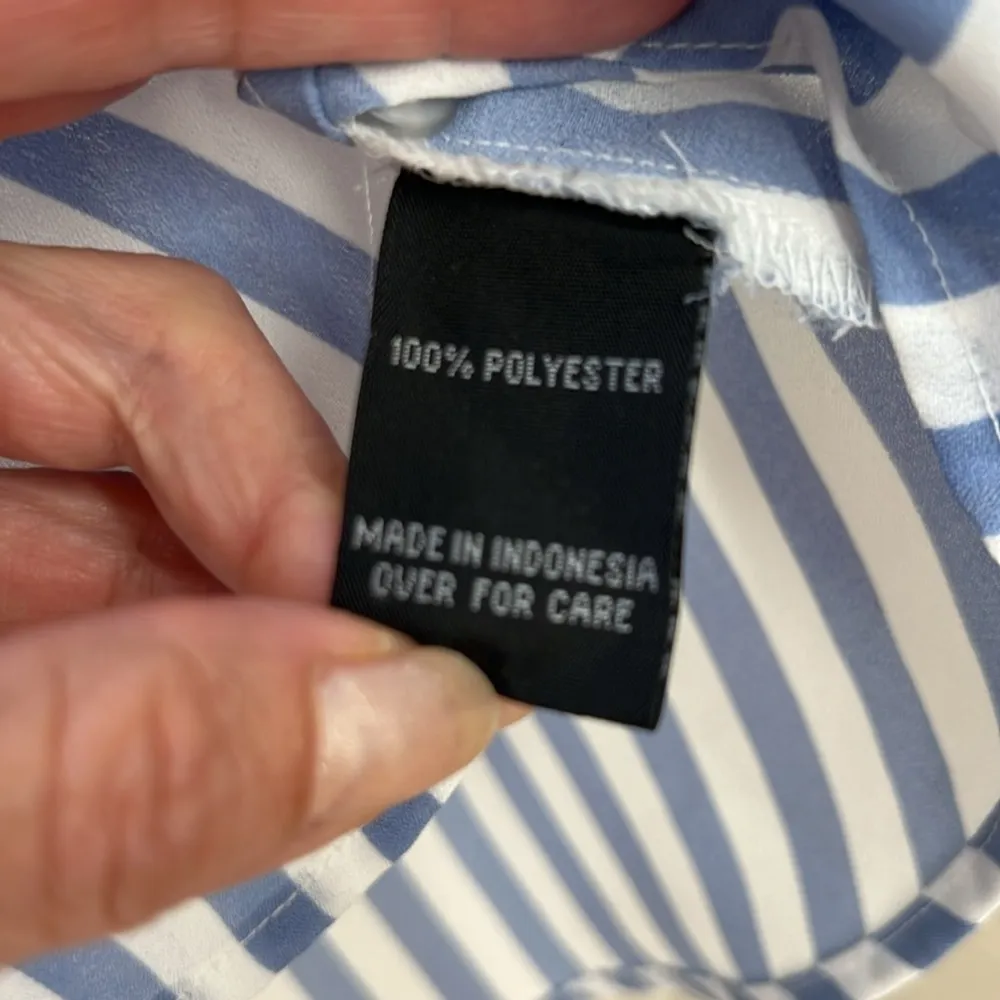 100% POLYESTER
MADE IN INDONESIA
OVER FOR CARE